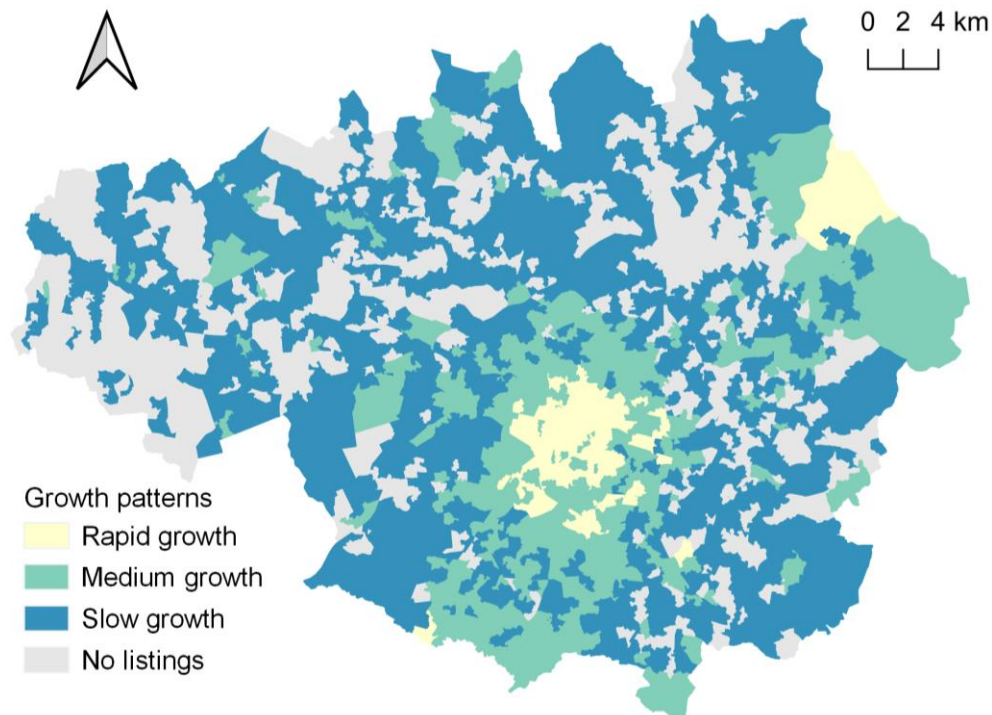 0 2 4 km
Growth patterns
Rapid growth
Medium growth
Slow growth
No listings